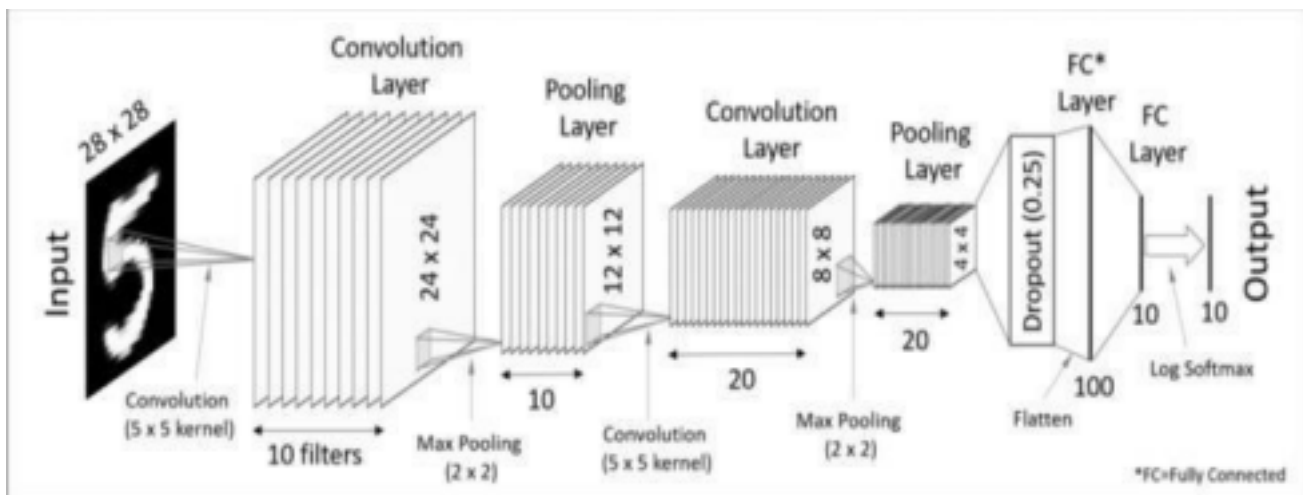 Input
28 x 28
Convolution
(5 x 5 kernel)
Convolution
Layer
24 x 24
10 filters
Max Pooling
(2 x 2)
Pooling
Layer
12 x 12
10
Convolution
(5 x 5 kernel)
Convolution
Layer
8 x 8
20
Max Pooling
(2 x 2)
Pooling
Layer
4 x 4
20
Dropout (0.25)
Flatten
FC*
Layer
100
FC
Layer
10
Log Softmax
10
Output
*FC=Fully Connected